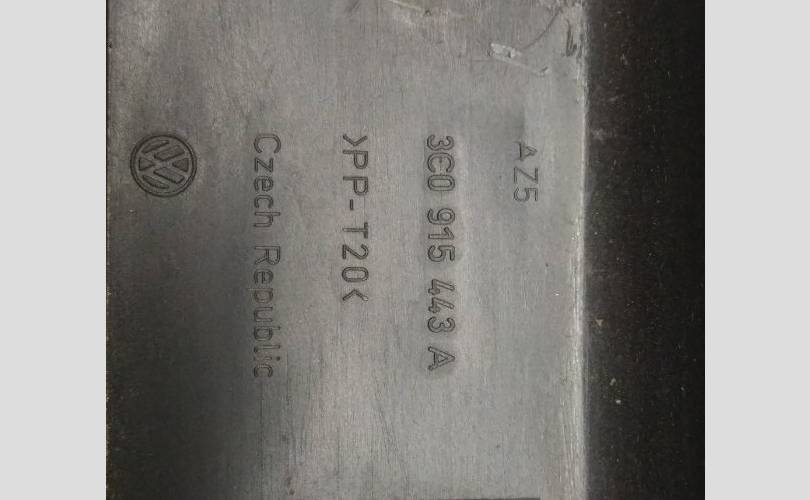 AZ5
3C0 915 443 A
>PP-T20<
Czech Republic